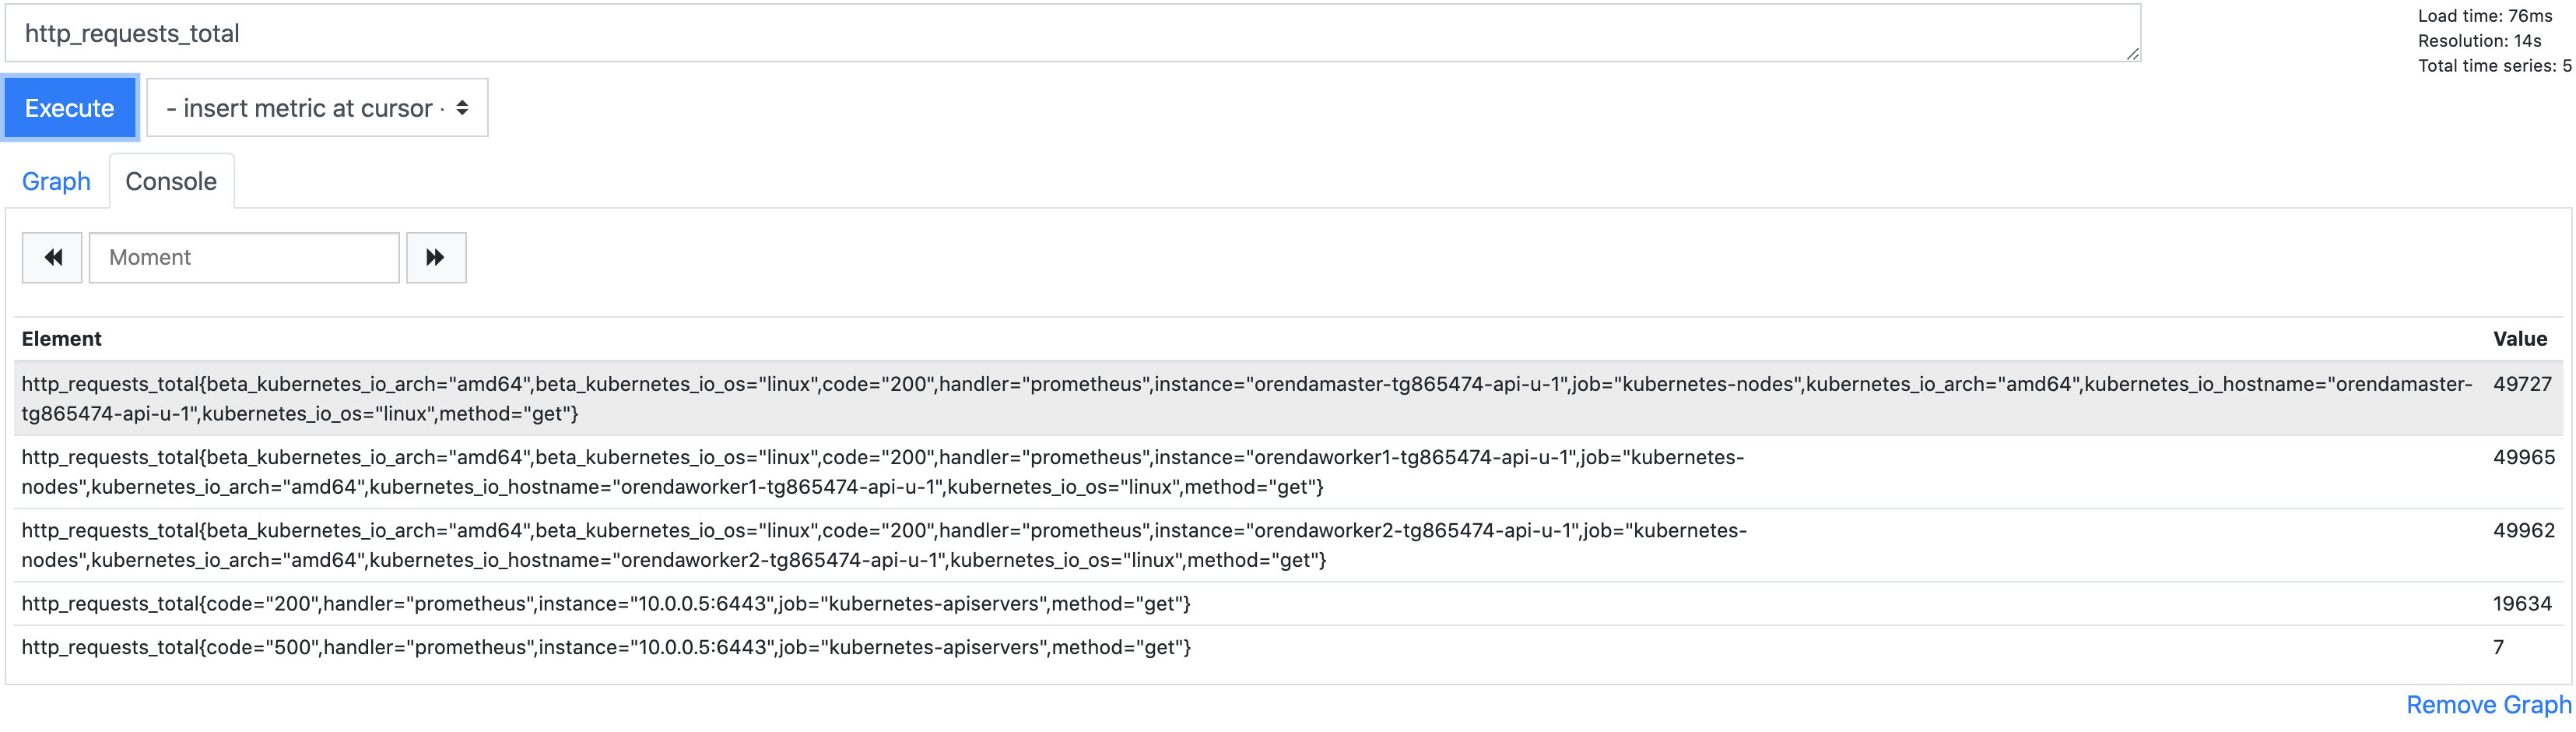 http_requests_total
Load time: 76ms
Resolution: 14s
Total time series: 5
Execute
- insert metric at cursor -
Graph
Console
Moment
Element
Value
http_requests_total{beta_kubernetes_io_arch="amd64",beta_kubernetes_io_os="linux",code="200",handler="prometheus",instance="orendamaster-tg865474-api-u-1",job="kubernetes-nodes",kubernetes_io_arch="amd64",kubernetes_io_hostname="orendamaster-
49727
tg865474-api-u-1",kubernetes_io_os="linux",method="get"}
http_requests_total{beta_kubernetes_io_arch="amd64",beta_kubernetes_io_os="linux",code="200",handler="prometheus",instance="orendaworker1-tg865474-api-u-1",job="kubernetes-
49965
nodes",kubernetes_io_arch="amd64",kubernetes_io_hostname="orendaworker1-tg865474-api-u-1",kubernetes_io_os="linux",method="get"}
http_requests_total{beta_kubernetes_io_arch="amd64",beta_kubernetes_io_os="linux",code="200",handler="prometheus",instance="orendaworker2-tg865474-api-u-1",job="kubernetes-
49962
nodes",kubernetes_io_arch="amd64",kubernetes_io_hostname="orendaworker2-tg865474-api-u-1",kubernetes_io_os="linux",method="get"}
http_requests_total{code="200",handler="prometheus",instance="10.0.0.5:6443",job="kubernetes-apiservers",method="get"}
19634
http_requests_total{code="500",handler="prometheus",instance="10.0.0.5:6443",job="kubernetes-apiservers",method="get"}
7
Remove Graph